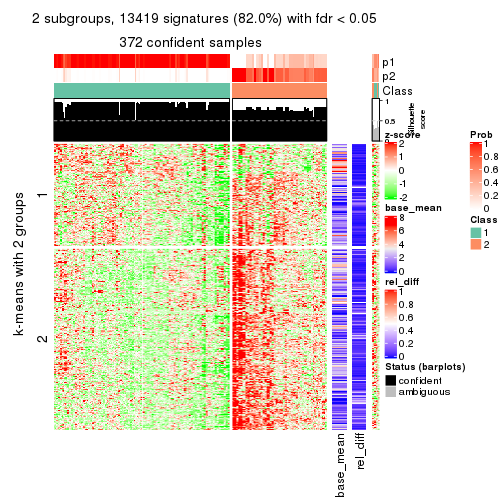 2 subgroups, 13419 signatures (82.0%) with fdr < 0.05
372 confident samples
p1
p2
Class
1
0.5
0
Silhouette
score
k-means with 2 groups
1
2
base_mean
rel_diff
z-score
2
1
0
-1
-2
base_mean
8
6
4
2
0
rel_diff
1
0.8
0.6
0.4
0.2
0
Status (barplots)
confident
ambiguous
Prob
1
0.8
0.6
0.4
0.2
0
Class
1
2